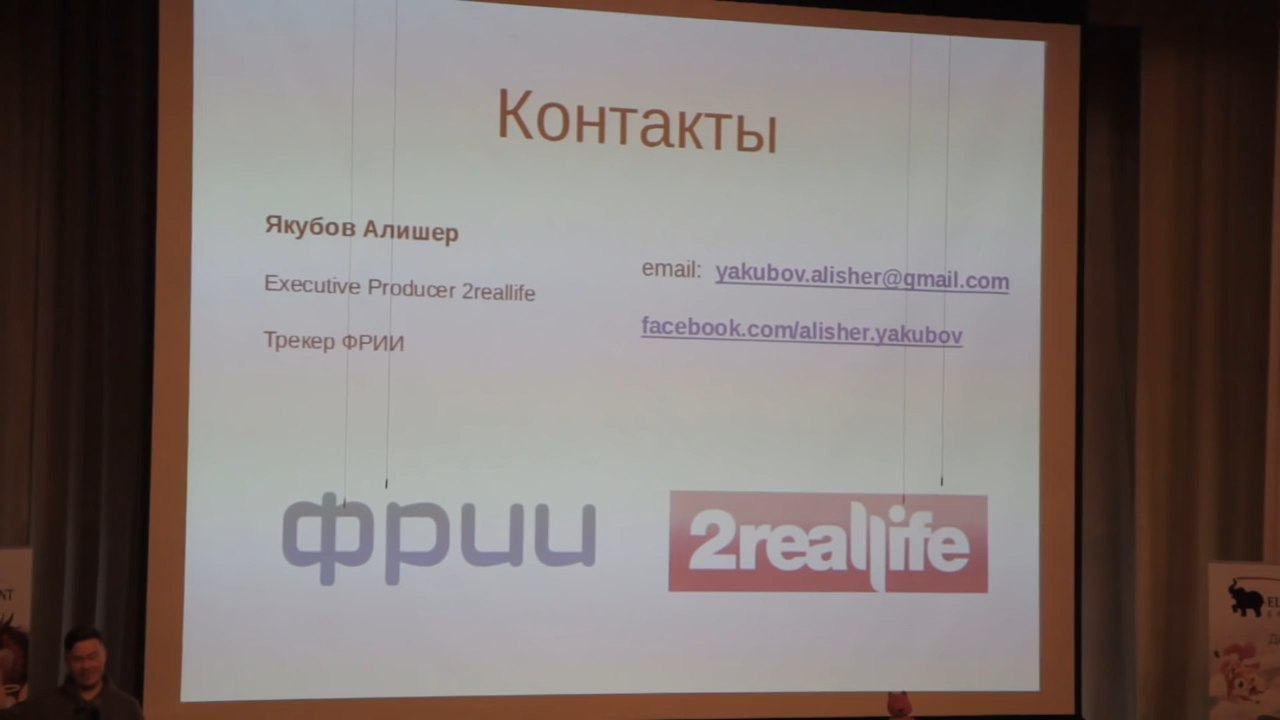 Контакты
Якубов Алишер
Executive Producer 2reallife
Трекер ФРИИ
email: yakubov.alisher@gmail.com
facebook.com/alisher.yakubov
фрии
2reallife
NT